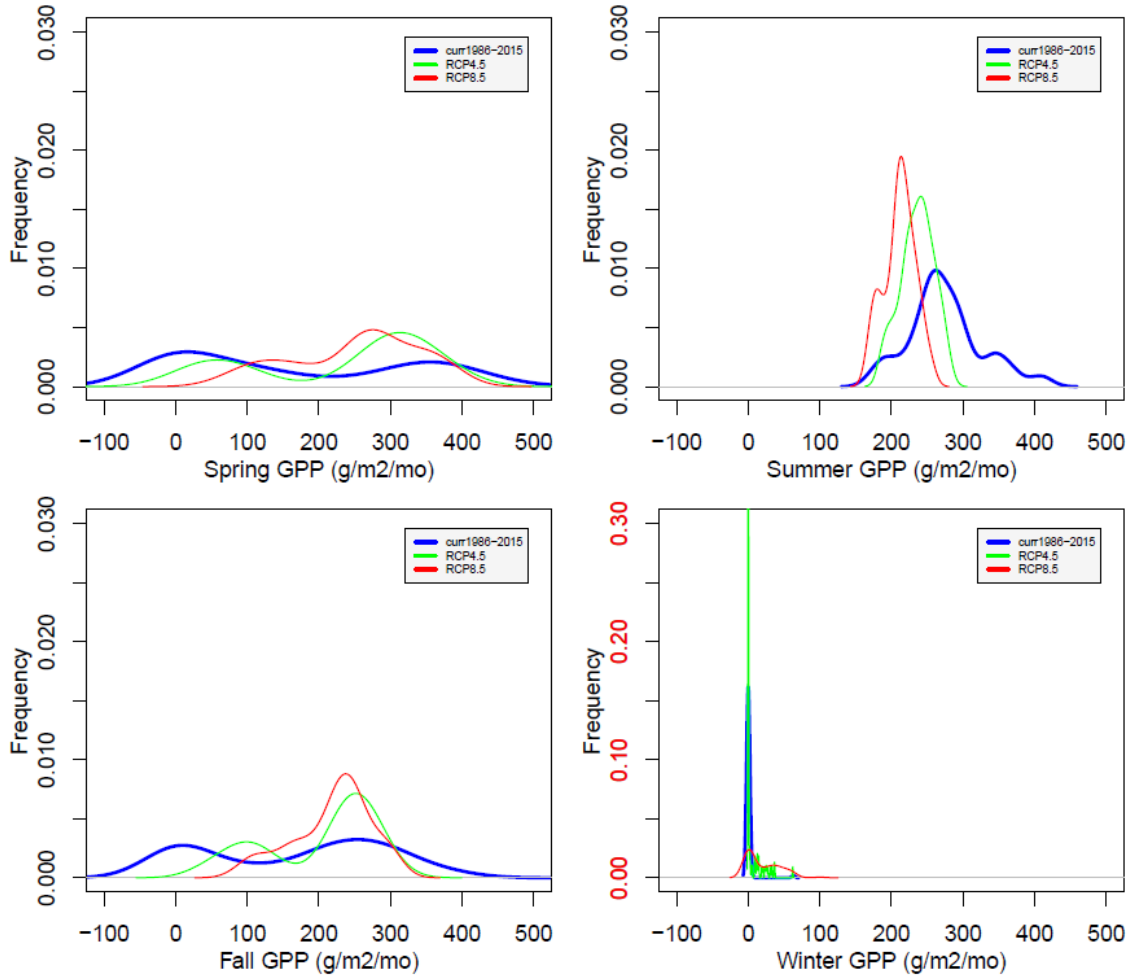 0.030
0.020
0.010
0.000
Frequency
curr1986−2015
RCP4.5
RCP8.5
−100 0 100 200 300 400 500
Spring GPP (g/m2/mo)
0.030
0.020
0.010
0.000
Frequency
curr1986−2015
RCP4.5
RCP8.5
−100 0 100 200 300 400 500
Summer GPP (g/m2/mo)
0.030
0.020
0.010
0.000
Frequency
curr1986−2015
RCP4.5
RCP8.5
−100 0 100 200 300 400 500
Fall GPP (g/m2/mo)
0.30
0.20
0.10
0.00
Frequency
curr1986−2015
RCP4.5
RCP8.5
−100 0 100 200 300 400 500
Winter GPP (g/m2/mo)